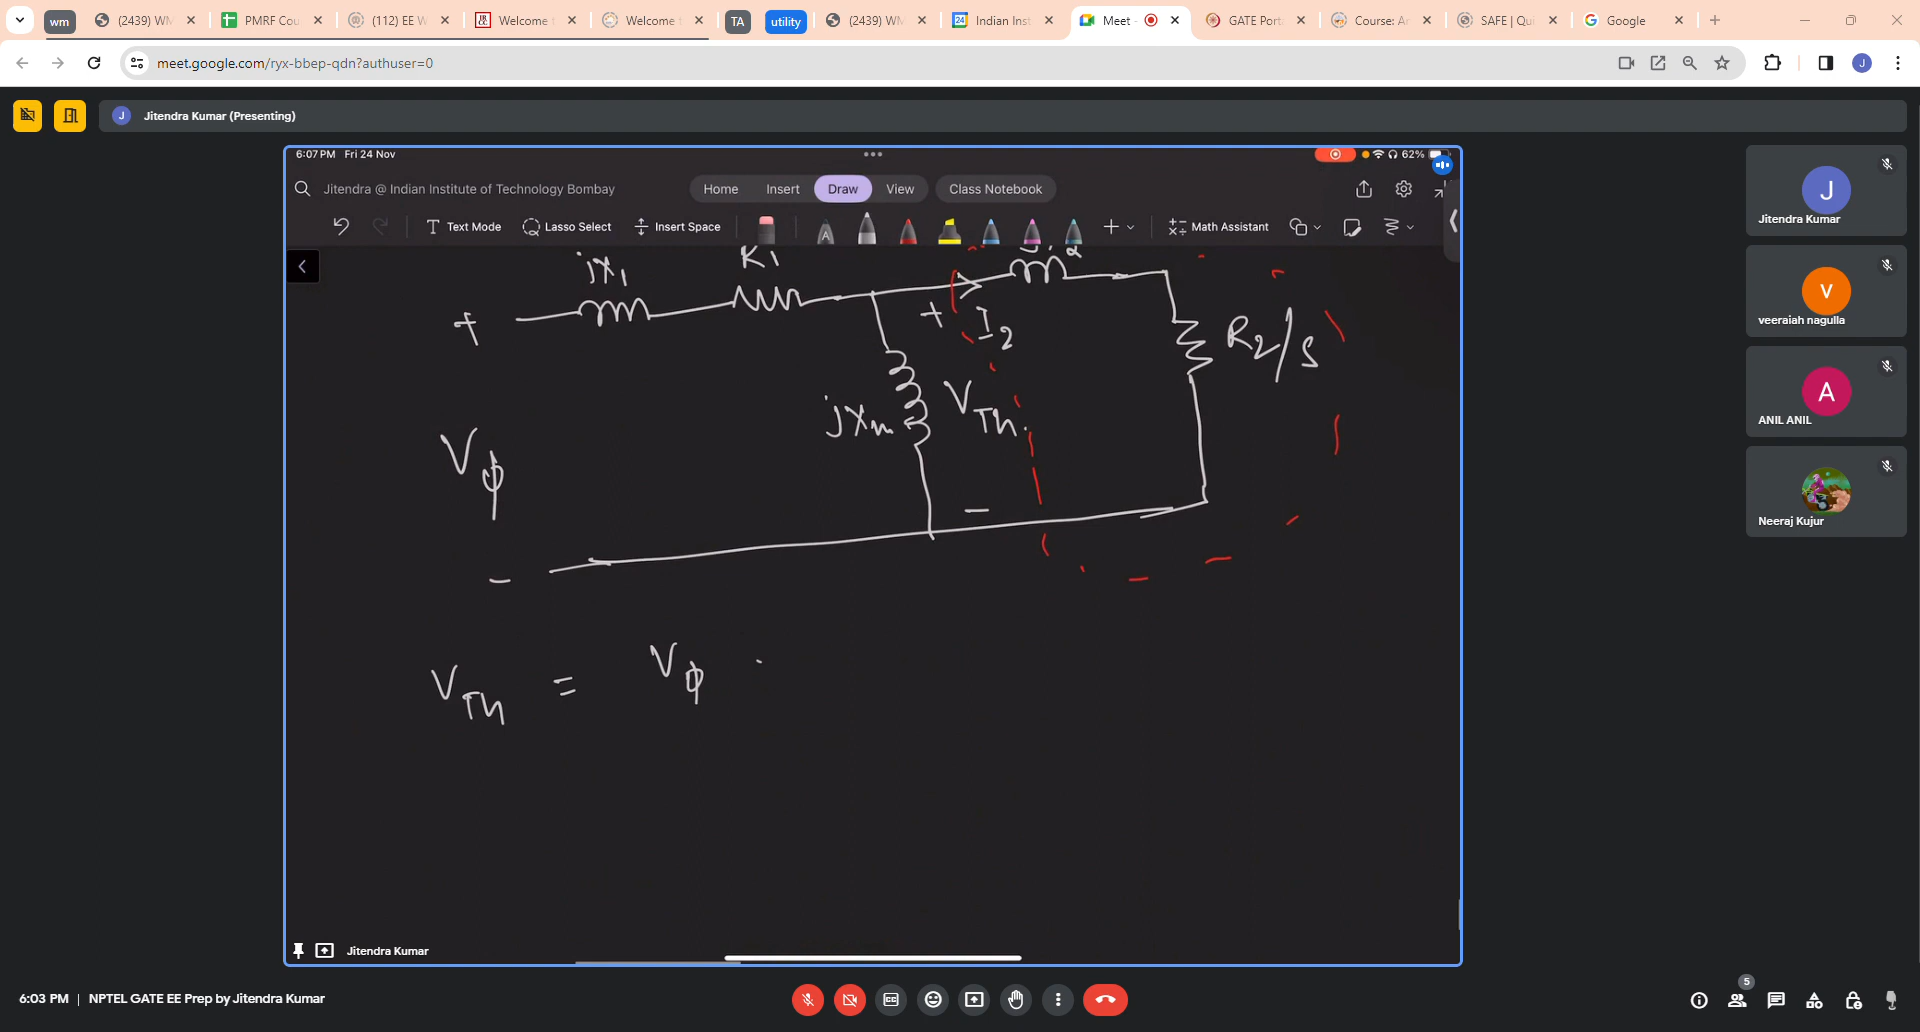 wm
(2439) WM
PMRF Cou
(112) EE W
Welcome t
Welcome t
TA
utility
(2439) WM
Indian Inst
Meet -
GATE Port
Course: A
SAFE | Qui
Google
meet.google.com/ryx-bbep-qdn?authuser=0
J
J
Jitendra Kumar (Presenting)
6:07 PM Fri 24 Nov
62%
Jitendra @ Indian Institute of Technology Bombay
Home
Insert
Draw
View
Class Notebook
Text Mode
Lasso Select
Insert Space
A
Math Assistant
jX1
R1
+
+
I2
R2/s
jXm
VTh
Vφ
-
-
VTh = Vφ ·
Jitendra Kumar
J
Jitendra Kumar
V
veeraiah nagulla
A
ANIL ANIL
Neeraj Kujur
6:03 PM | NPTEL GATE EE Prep by Jitendra Kumar
5